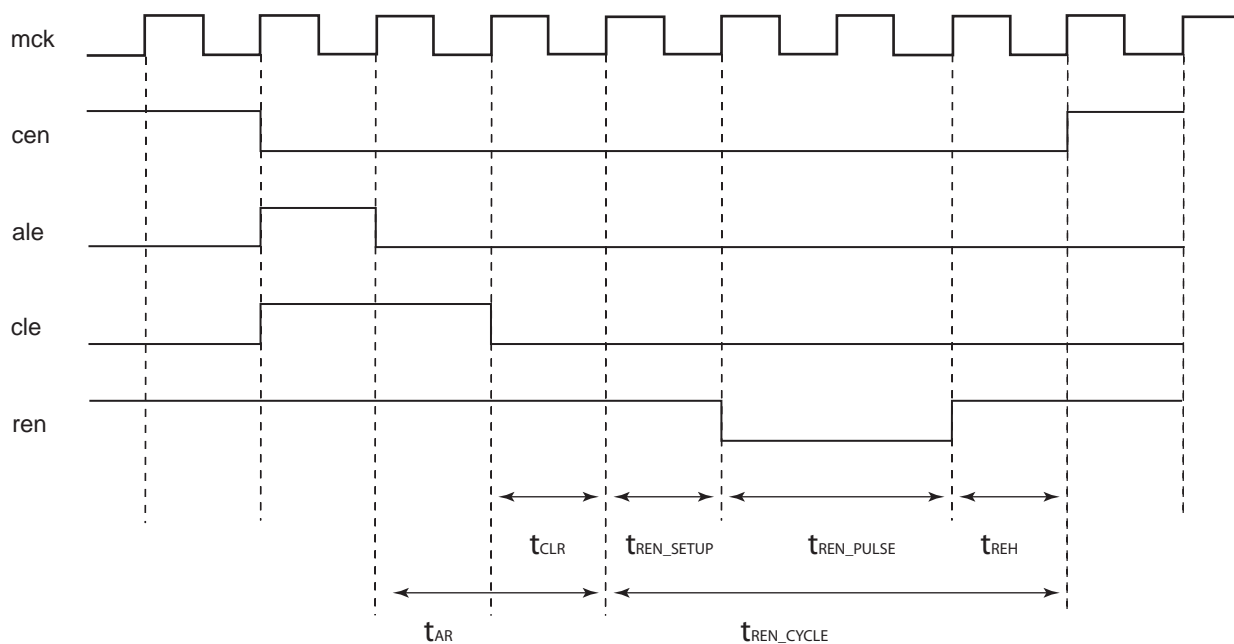 mck
cen
ale
cle
ren
tCLR tREN_SETUP tREN_PULSE tREH
tAR tREN_CYCLE